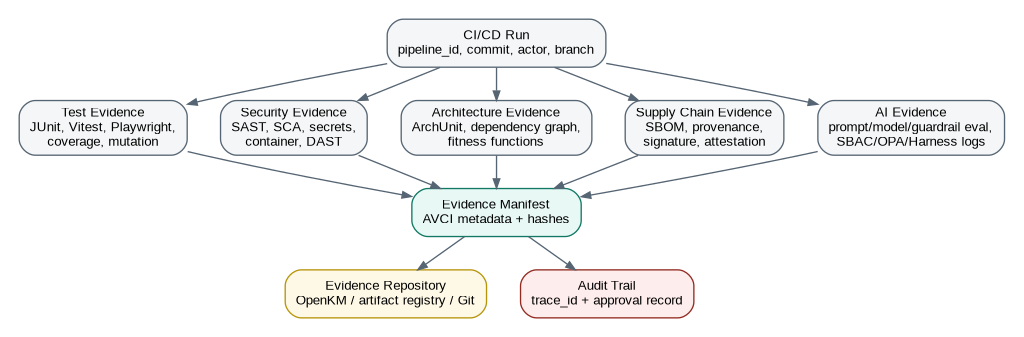 CI/CD Run
pipeline_id, commit, actor, branch
Test Evidence
JUnit, Vitest, Playwright,
coverage, mutation
Security Evidence
SAST, SCA, secrets,
container, DAST
Architecture Evidence
ArchUnit, dependency graph,
fitness functions
Supply Chain Evidence
SBOM, provenance,
signature, attestation
AI Evidence
prompt/model/guardrail eval,
SBAC/OPA/Harness logs
Evidence Manifest
AVCI metadata + hashes
Evidence Repository
OpenKM / artifact registry / Git
Audit Trail
trace_id + approval record